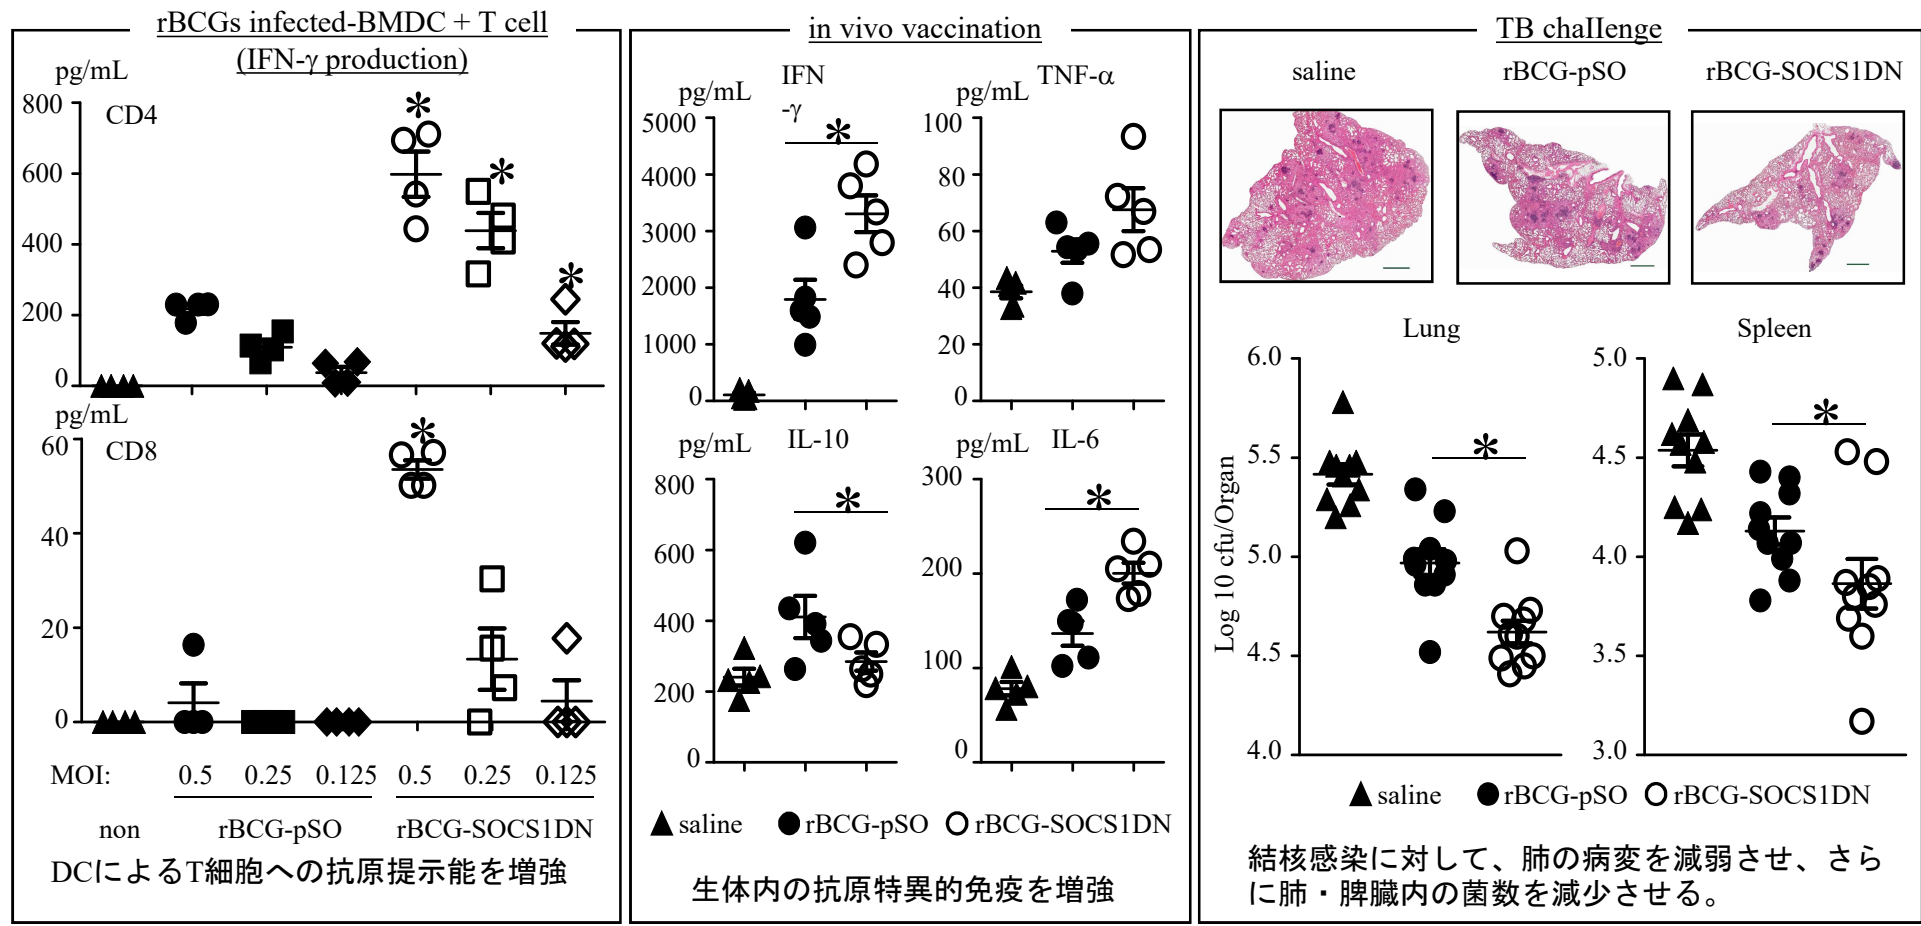 rBCGs infected-BMDC + T cell
(IFN-γ production)
pg/mL
800
CD4
600
400
200
0
pg/mL
60
CD8
40
20
0
*
*
*
*
MOI:
0.5 0.25 0.125 0.5 0.25 0.125
non rBCG-pSO rBCG-SOCS1DN
DCによるT細胞への抗原提示能を増強
in vivo vaccination
pg/mL
IFN
-γ
5000
4000
3000
2000
1000
0
*
pg/mL
TNF-α
100
80
60
40
20
0
pg/mL
IL-10
800
600
400
200
0
*
pg/mL
IL-6
300
200
100
0
*
saline rBCG-pSO rBCG-SOCS1DN
生体内の抗原特異的免疫を増強
TB chaIIenge
saline rBCG-pSO rBCG-SOCS1DN
Lung
Log 10 cfu/Organ
6.0
5.5
5.0
4.5
4.0
*
Spleen
5.0
4.5
4.0
3.5
3.0
*
saline rBCG-pSO rBCG-SOCS1DN
結核感染に対して、肺の病変を減弱させ、さら
に肺・脾臓内の菌数を減少させる。